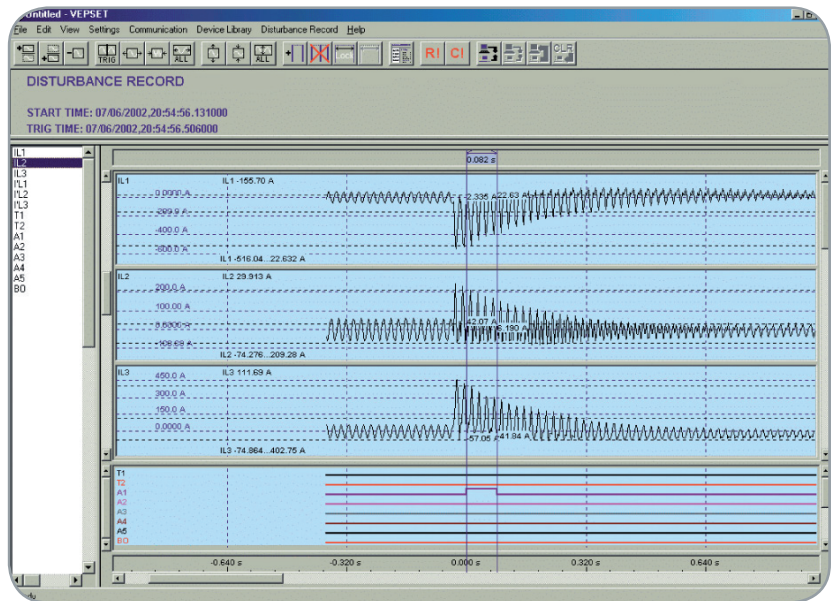 Untitled - VEPSET
File Edit View Settings Communication Device Library Disturbance Record Help
TRIG ALL ALL Lock R! C! CLR
DISTURBANCE RECORD
START TIME: 07/06/2002,20:54:56.131000
TRIG TIME: 07/06/2002,20:54:56.506000
IL1
IL2
IL3
I'L1
I'L2
I'L3
T1
T2
A1
A2
A3
A4
A5
BO
0.082 s
IL1 IL1 -155.70 A
0.0000 A
-2.335 A 22.63 A
-200.0 A
-400.0 A
-600.0 A
IL1 -516.04...22.632 A
IL2 IL2 29.913 A
200.0 A
100.00 A
42.07 A
0.0000 A
6.190 A
-100.00 A
IL2 -74.276...209.28 A
IL3 IL3 111.69 A
450.0 A
300.0 A
150.0 A
0.0000 A
-57.05 A -41.84 A
IL3 -74.864...402.75 A
T1
T2
A1
A2
A3
A4
A5
BO
-0.640 s -0.320 s 0.000 s 0.320 s 0.640 s